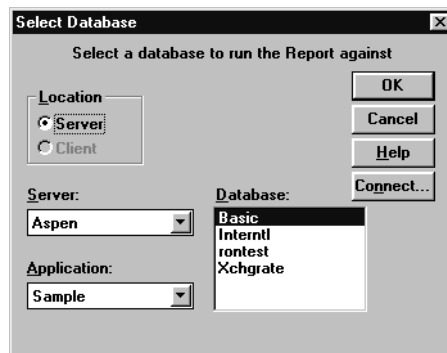 Select Database
Select a database to run the Report against
Location
Server
Client
OK
Cancel
Help
Connect...
Server:
Aspen
Application:
Sample
Database:
Basic
Interntl
rontest
Xchgrate